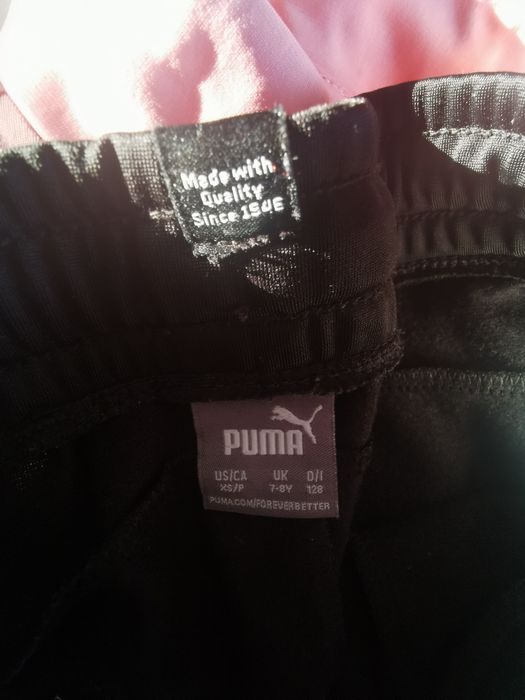 Made with
Quality
Since 1948
PUMA
US/CA UK D/I
XS/P 7-8Y 128
PUMA.COM/FOREVERBETTER